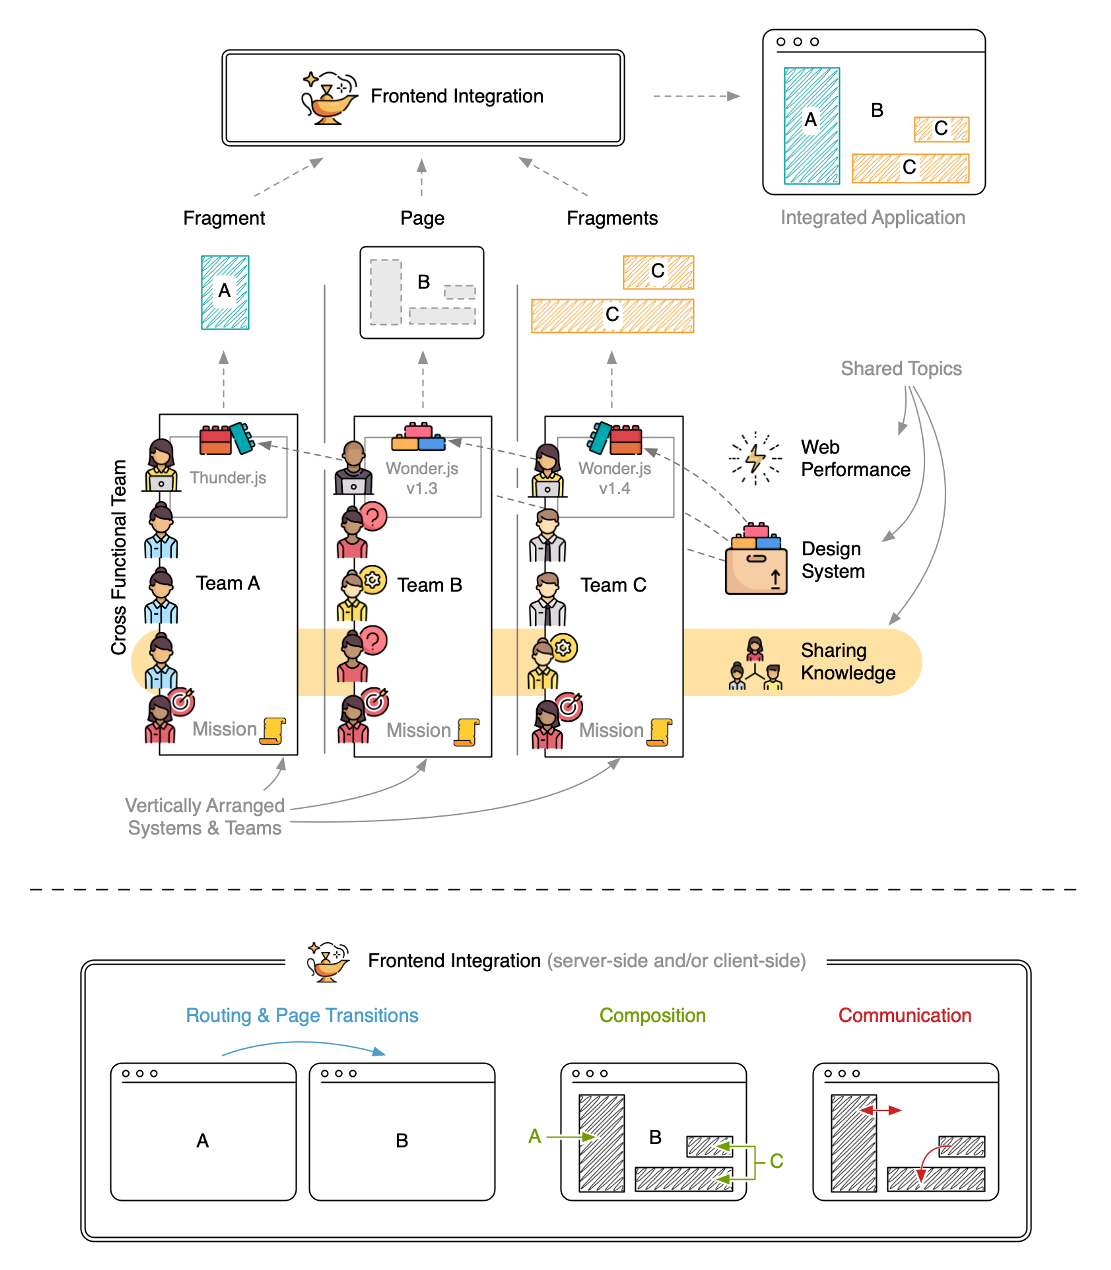 Frontend Integration
A
B
C
C
Integrated Application
Fragment
Page
Fragments
A
B
C
C
Shared Topics
Cross Functional Team
Thunder.js
Wonder.js
v1.3
Wonder.js
v1.4
Web
Performance
Design
System
Team A
Team B
Team C
Sharing
Knowledge
Mission
Mission
Mission
Vertically Arranged
Systems & Teams
Frontend Integration (server-side and/or client-side)
Routing & Page Transitions
Composition
Communication
A
B
A
B
C